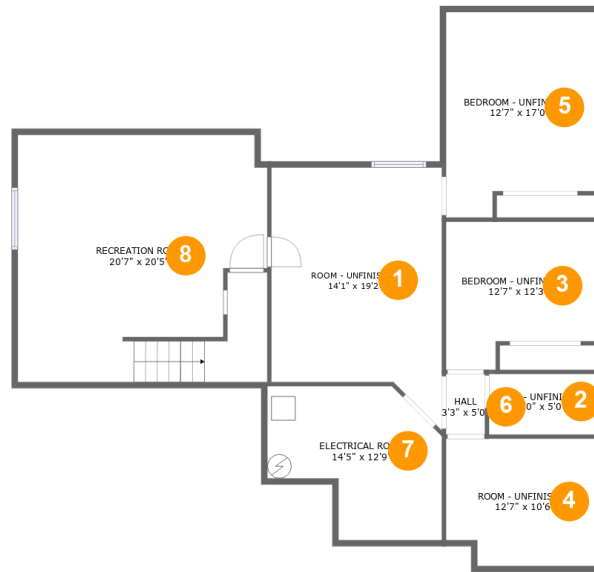 BEDROOM - UNFIN
12'7" x 17'0
5
RECREATION RO
20'7" x 20'5"
8
ROOM - UNFINIS
14'1" x 19'2
1
BEDROOM - UNFIN
12'7" x 12'3
3
HALL
3'3" x 5'0
6
- UNFINI
0" x 5'0
2
ELECTRICAL RO
14'5" x 12'9"
7
ROOM - UNFINIS
12'7" x 10'6
4